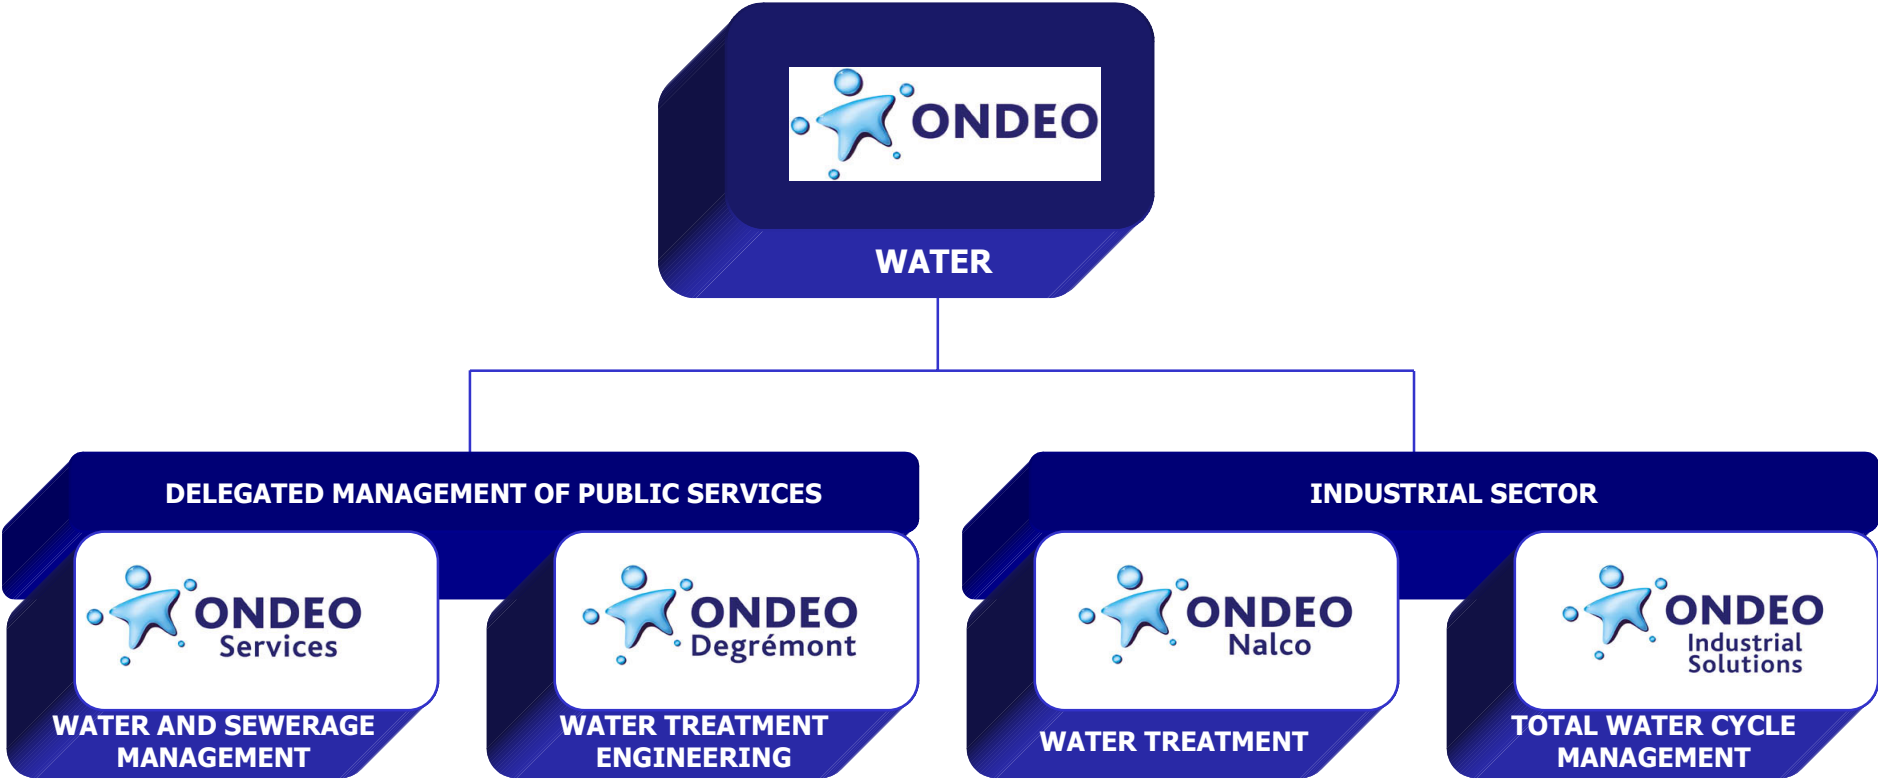 ONDEO
WATER
DELEGATED MANAGEMENT OF PUBLIC SERVICES
ONDEO
Services
WATER AND SEWERAGE
MANAGEMENT
ONDEO
Degrémont
WATER TREATMENT
ENGINEERING
INDUSTRIAL SECTOR
ONDEO
Nalco
WATER TREATMENT
ONDEO
Industrial
Solutions
TOTAL WATER CYCLE
MANAGEMENT